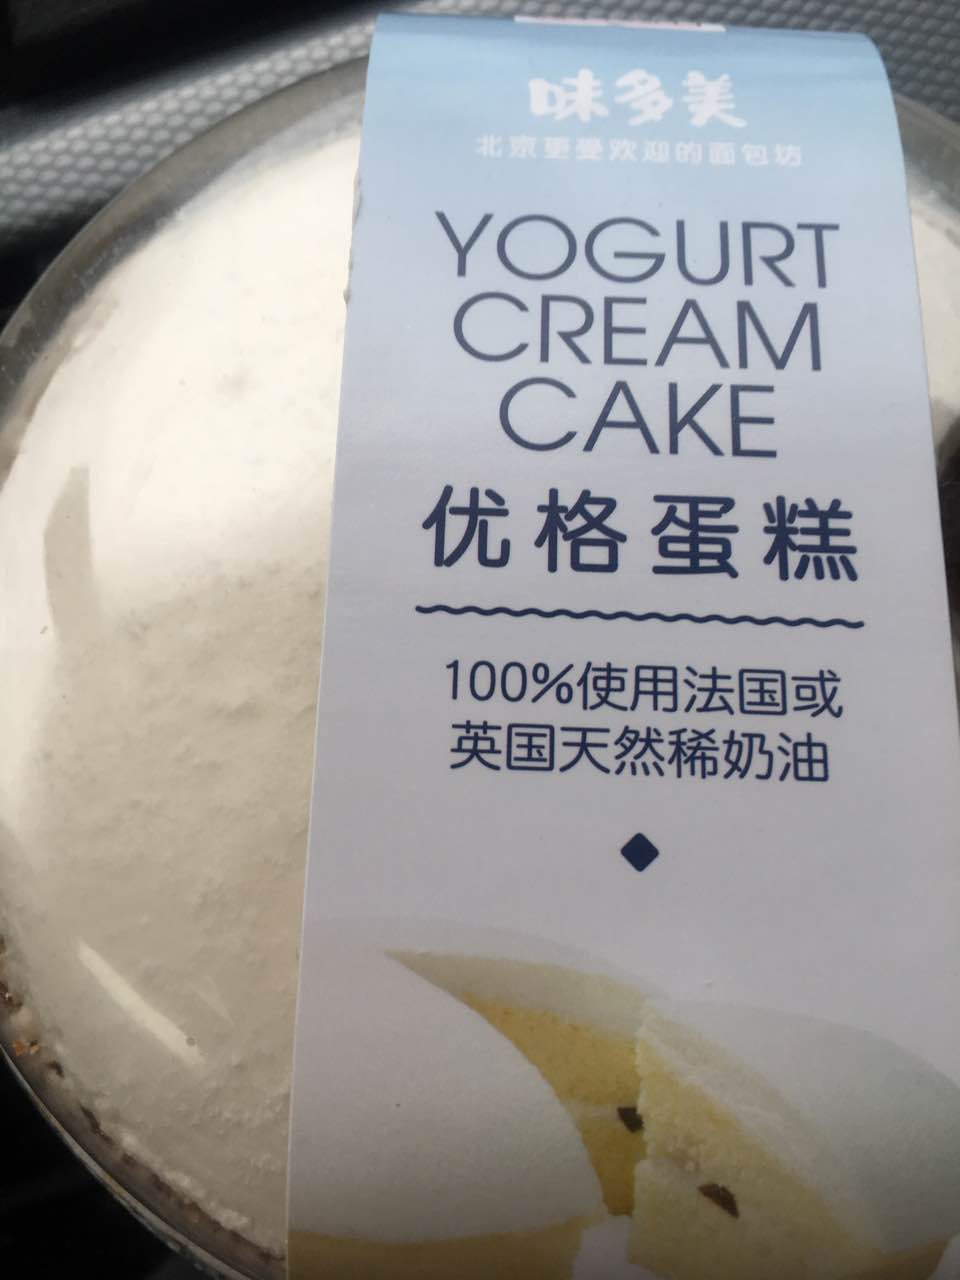 味多美
北京更受欢迎的面包坊
YOGURT
CREAM
CAKE
优格蛋糕
100%使用法国或
英国天然稀奶油